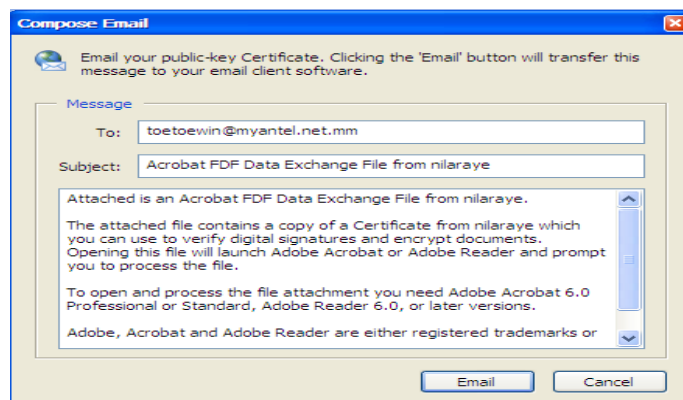 Compose Email
Email your public-key Certificate. Clicking the 'Email' button will transfer this
message to your email client software.
Message
To: toetoewin@myantel.net.mm
Subject: Acrobat FDF Data Exchange File from nilaraye
Attached is an Acrobat FDF Data Exchange File from nilaraye.
The attached file contains a copy of a Certificate from nilaraye which
you can use to verify digital signatures and encrypt documents.
Opening this file will launch Adobe Acrobat or Adobe Reader and prompt
you to process the file.
To open and process the file attachment you need Adobe Acrobat 6.0
Professional or Standard, Adobe Reader 6.0, or later versions.
Adobe, Acrobat and Adobe Reader are either registered trademarks or
Email Cancel